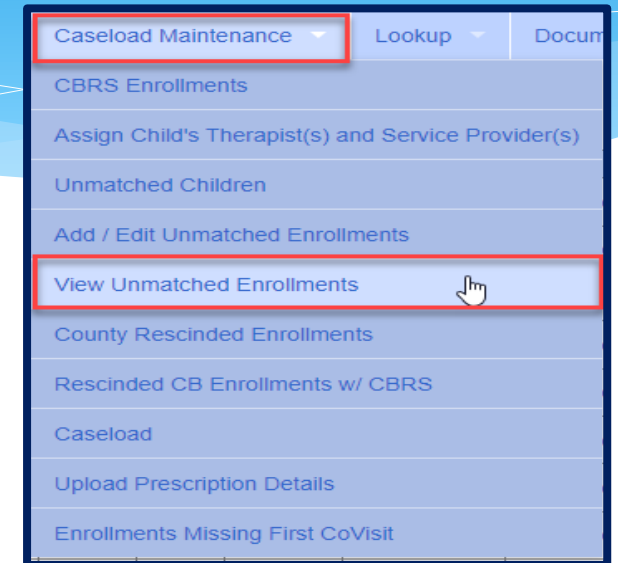 Caseload Maintenance Lookup Docum
CBRS Enrollments
Assign Child's Therapist(s) and Service Provider(s)
Unmatched Children
Add / Edit Unmatched Enrollments
View Unmatched Enrollments
County Rescinded Enrollments
Rescinded CB Enrollments w/ CBRS
Caseload
Upload Prescription Details
Enrollments Missing First CoVisit